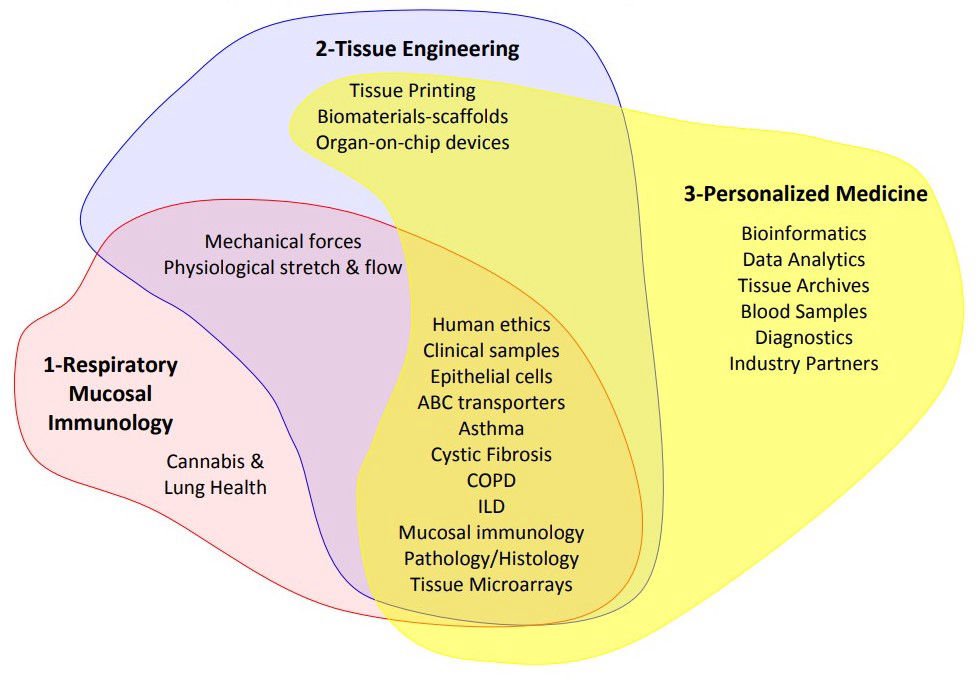 2-Tissue Engineering
Tissue Printing
Biomaterials-scaffolds
Organ-on-chip devices
3-Personalized Medicine
Bioinformatics
Data Analytics
Tissue Archives
Blood Samples
Diagnostics
Industry Partners
Mechanical forces
Physiological stretch & flow
Human ethics
Clinical samples
Epithelial cells
ABC transporters
Asthma
Cystic Fibrosis
COPD
ILD
Mucosal immunology
Pathology/Histology
Tissue Microarrays
1-Respiratory
Mucosal
Immunology
Cannabis &
Lung Health